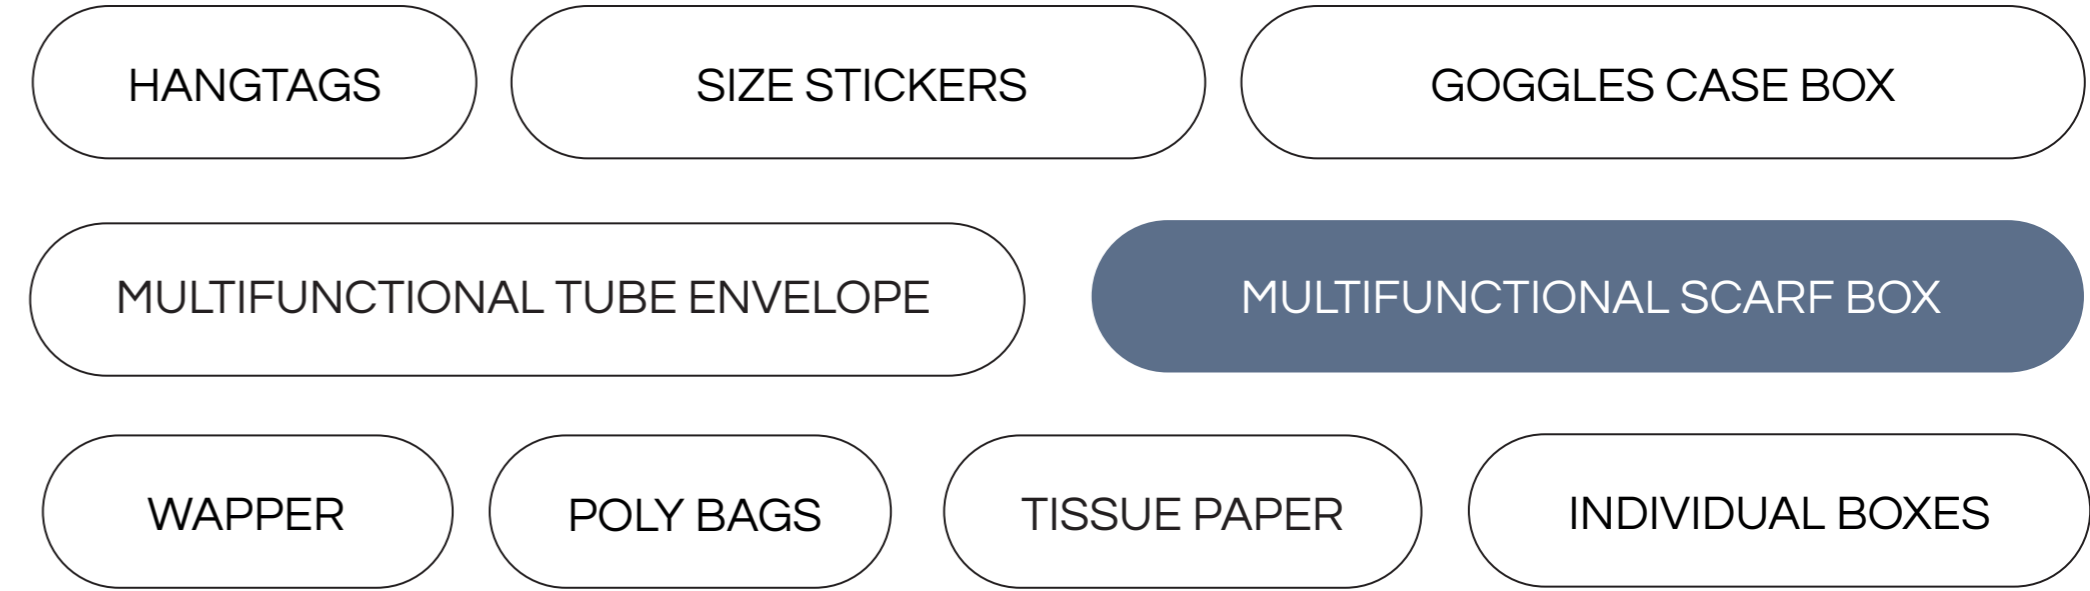 HANGTAGS
SIZE STICKERS
GOGGLES CASE BOX
MULTIFUNCTIONAL TUBE ENVELOPE
MULTIFUNCTIONAL SCARF BOX
WAPPER
POLY BAGS
TISSUE PAPER
INDIVIDUAL BOXES